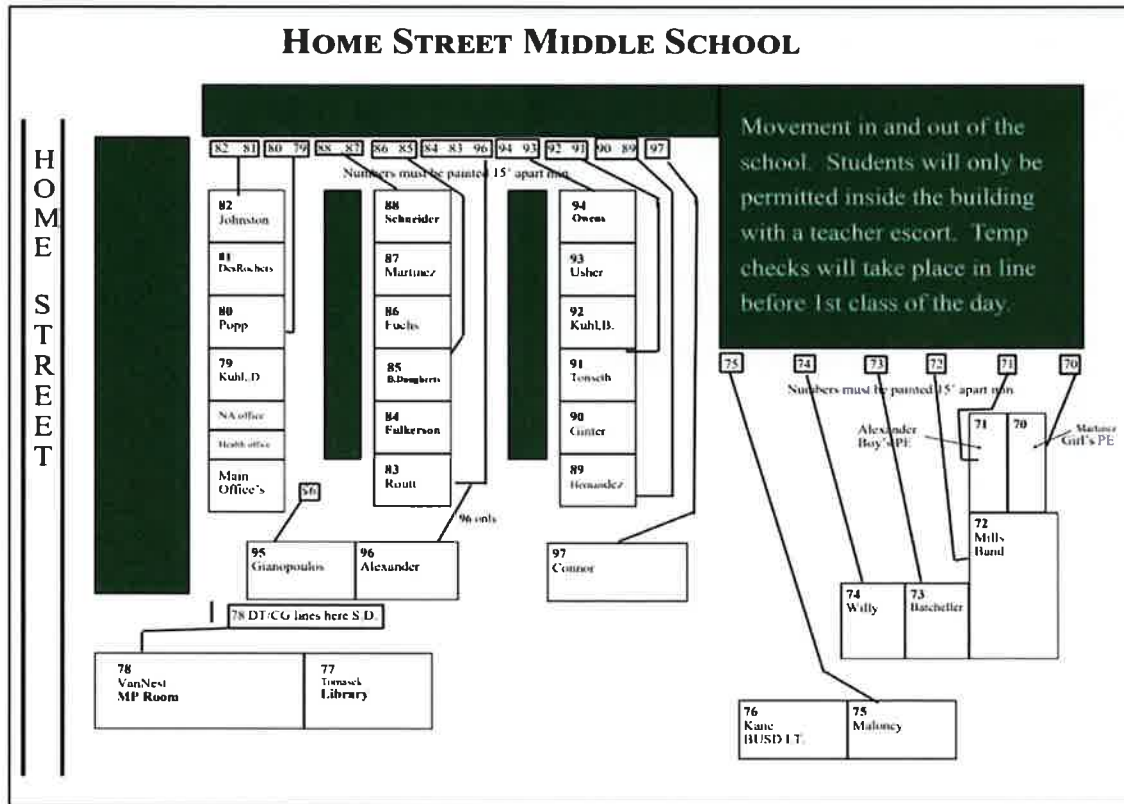 HOME STREET MIDDLE SCHOOL
HOME STREET
Movement in and out of the
school. Students will only be
permitted inside the building
with a teacher escort. Temp
checks will take place in line
before 1st class of the day.
82 81 80 79 88 87 86 85 84 83 96 94 93 92 91 90 89 97
Numbers must be painted 15' apart min
82
Johnston
81
DesRochers
80
Popp
79
Kuhl, D
NA office
Health office
Main
Office's
88
Schneider
87
Martinez
86
Fuchs
85
B.Daugherty
84
Fulkerson
83
Routt
96 only
94
Owens
93
Usher
92
Kuhl,B.
91
Tonseth
90
Ginter
89
Hernandez
95
Gianopoulos
96
Alexander
97
Connor
78 DT/CG lines here S.D.
78
VanNest
MP Room
77
Tomasek
Library
75 74 73 72 71 70
Numbers must be painted 15' apart min
Alexander
Boy's PE
71
70
Martinez
Girl's PE
72
Mills
Band
74
Willy
73
Batcheller
76
Kane
BUSD I.T.
75
Maloney